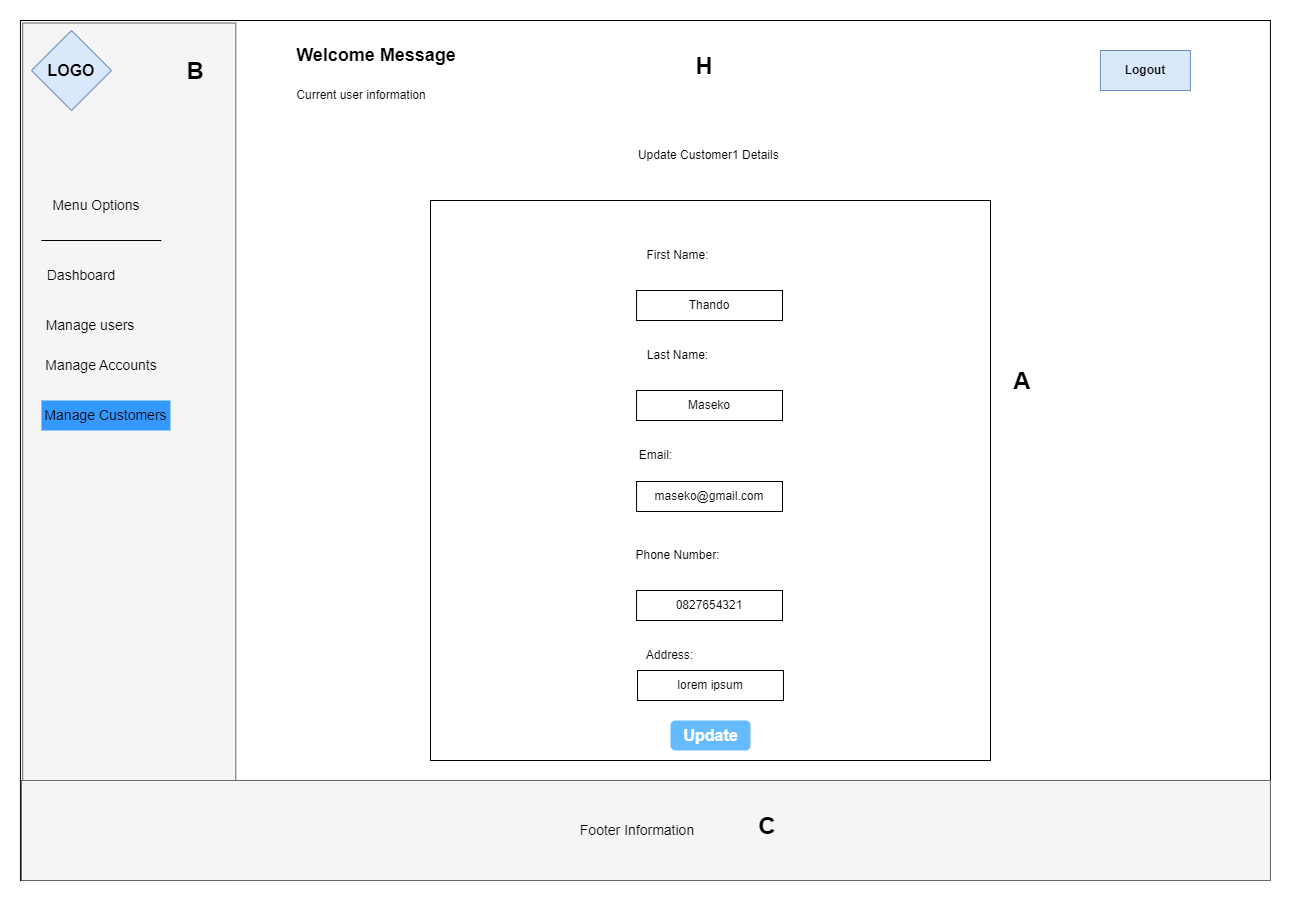 LOGO
B
Welcome Message
H
Logout
Current user information
Update Customer1 Details
Menu Options
Dashboard
Manage users
Manage Accounts
Manage Customers
First Name:
Thando
Last Name:
Maseko
A
Email:
maseko@gmail.com
Phone Number:
0827654321
Address:
lorem ipsum
Update
Footer Information
C